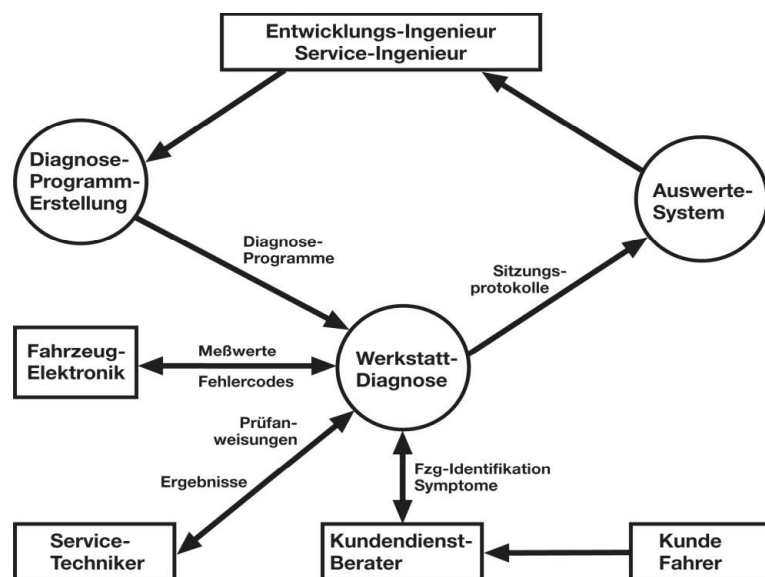 Entwicklungs-Ingenieur
Service-Ingenieur
Diagnose-
Programm-
Erstellung
Auswerte-
System
Diagnose-
Programme
Sitzungs-
protokolle
Fahrzeug-
Elektronik
Meßwerte
Fehlercodes
Werkstatt-
Diagnose
Prüfan-
weisungen
Ergebnisse
Fzg-Identifikation
Symptome
Service-
Techniker
Kundendienst-
Berater
Kunde
Fahrer